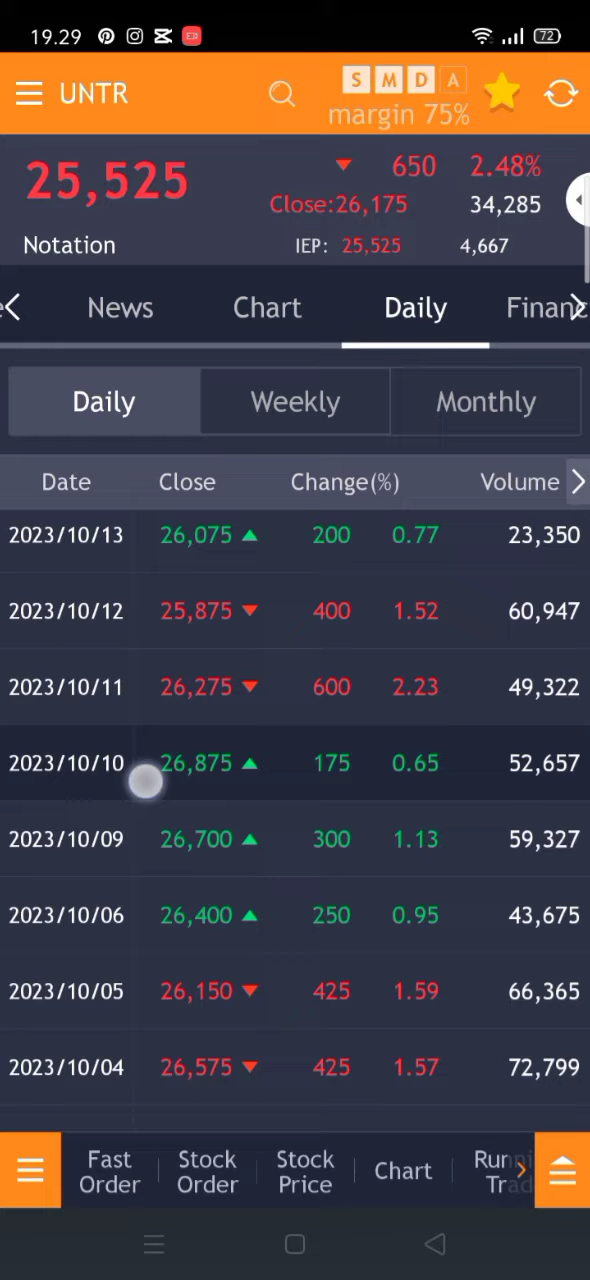 19.29 72
UNTR S M D A
margin 75%
25,525 ▼ 650 2.48%
Close:26,175 34,285
Notation IEP: 25,525 4,667
News Chart Daily Financ
Daily Weekly Monthly
Date Close Change(%) Volume
2023/10/13 26,075 ▲ 200 0.77 23,350
2023/10/12 25,875 ▼ 400 1.52 60,947
2023/10/11 26,275 ▼ 600 2.23 49,322
2023/10/10 26,875 ▲ 175 0.65 52,657
2023/10/09 26,700 ▲ 300 1.13 59,327
2023/10/06 26,400 ▲ 250 0.95 43,675
2023/10/05 26,150 ▼ 425 1.59 66,365
2023/10/04 26,575 ▼ 425 1.57 72,799
Fast Stock Stock Chart Runni
Order Order Price Trad